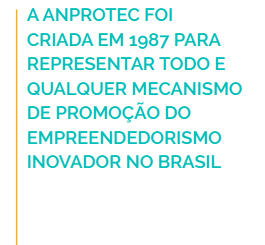 A ANPROTEC FOI
CRIADA EM 1987 PARA
REPRESENTAR TODO E
QUALQUER MECANISMO
DE PROMOÇÃO DO
EMPREENDEDORISMO
INOVADOR NO BRASIL